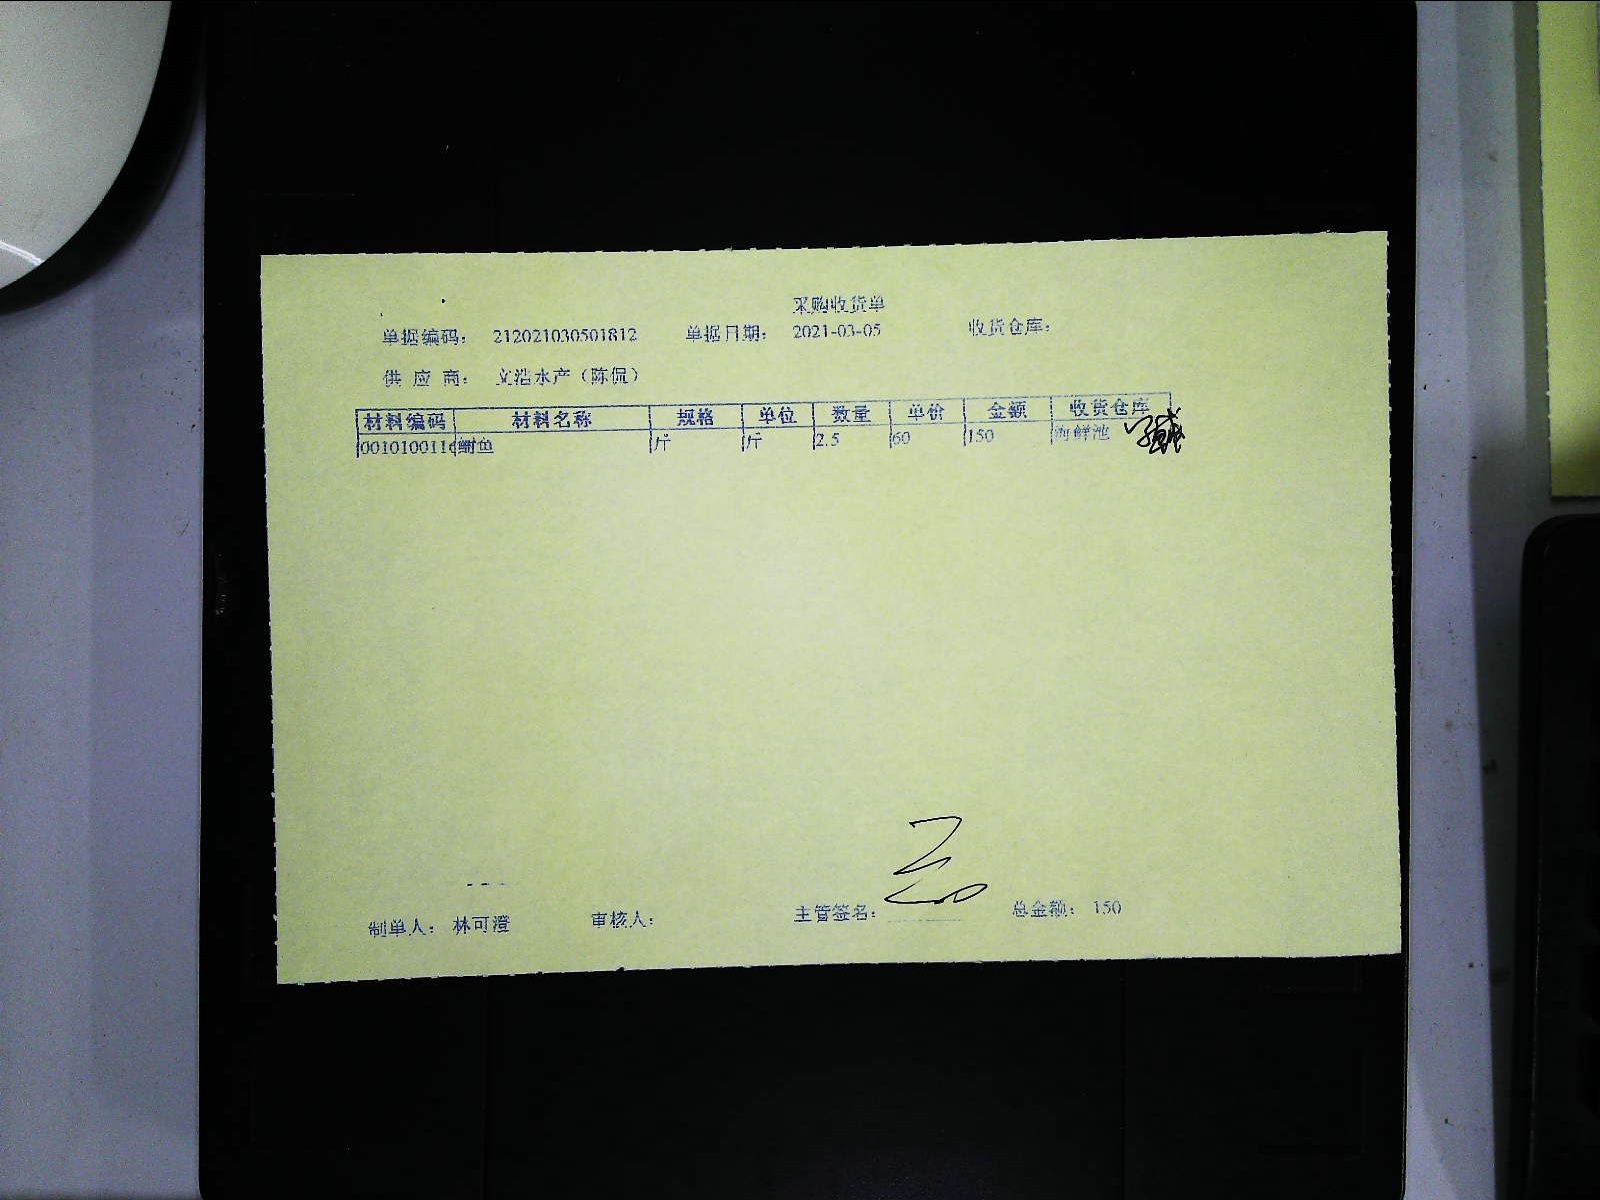 采购收货单
单据编码: 212021030501812 单据日期: 2021-03-05 收货仓库:
供 应 商: 文浩水产(陈侃)
材料编码 材料名称 规格 单位 数量 单价 金额 收货仓库
0010100116 鲥鱼 斤 斤 2.5 60 150 海鲜池
制单人: 林可澄 审核人: 主管签名: 总金额: 150